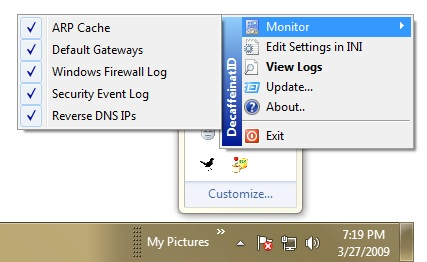 ARP Cache
Default Gateways
Windows Firewall Log
Security Event Log
Reverse DNS IPs
DecaffeinatID
Monitor
Edit Settings in INI
View Logs
Update...
About..
Exit
Customize...
My Pictures
»
7:19 PM
3/27/2009